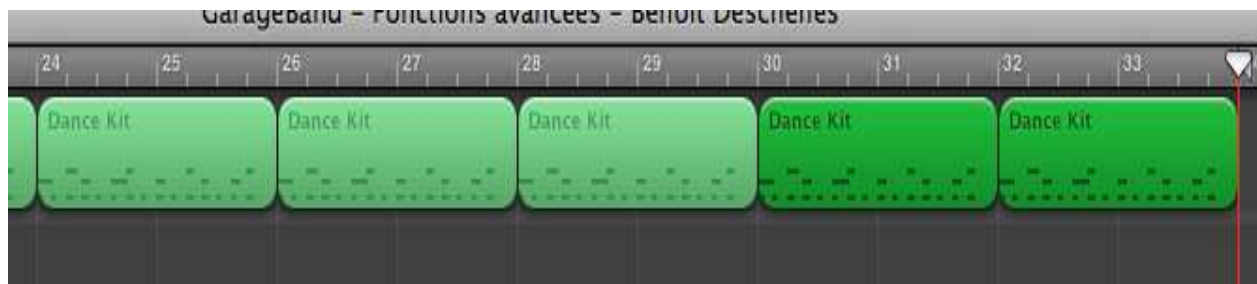 GarageBand – Fonctions avancées – Benoît Deschênes
24 25 26 27 28 29 30 31 32 33
Dance Kit Dance Kit Dance Kit Dance Kit Dance Kit